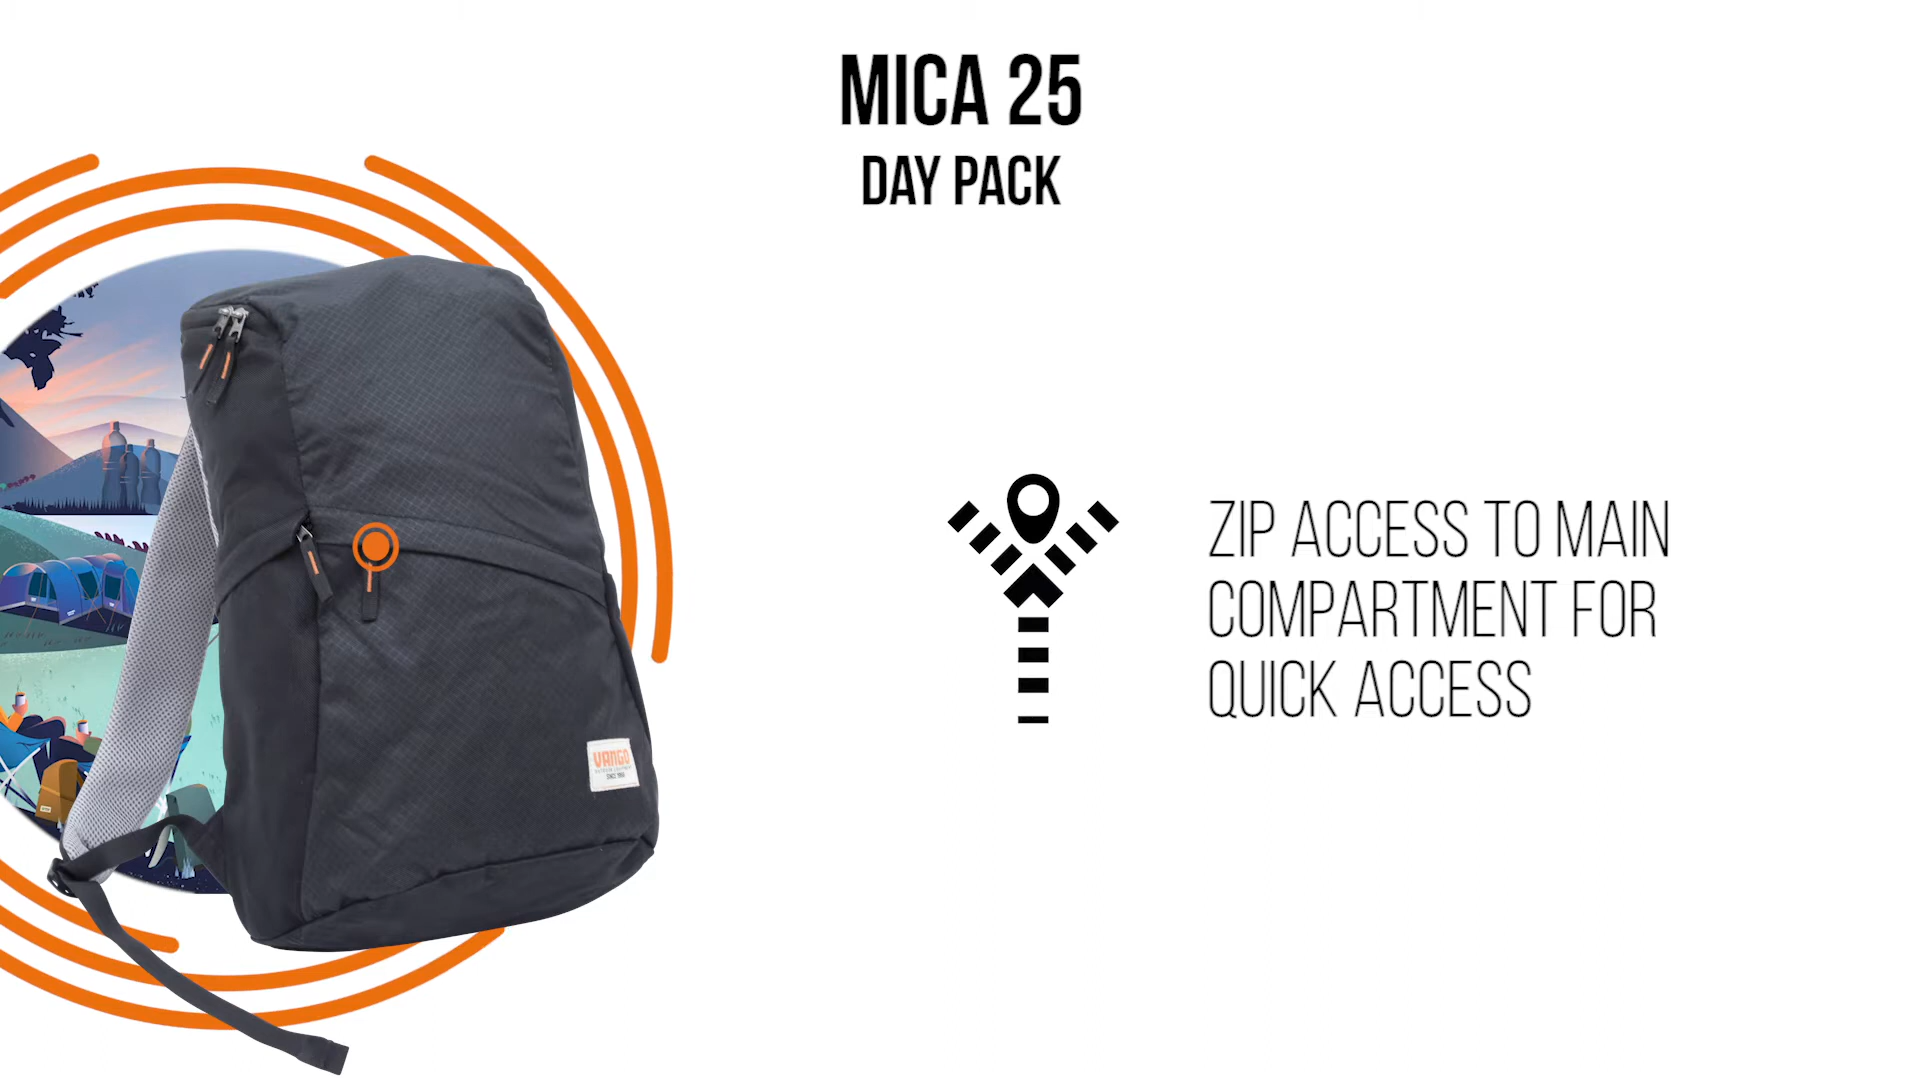 MICA 25
DAY PACK
ZIP ACCESS TO MAIN
COMPARTMENT FOR
QUICK ACCESS
VANGO